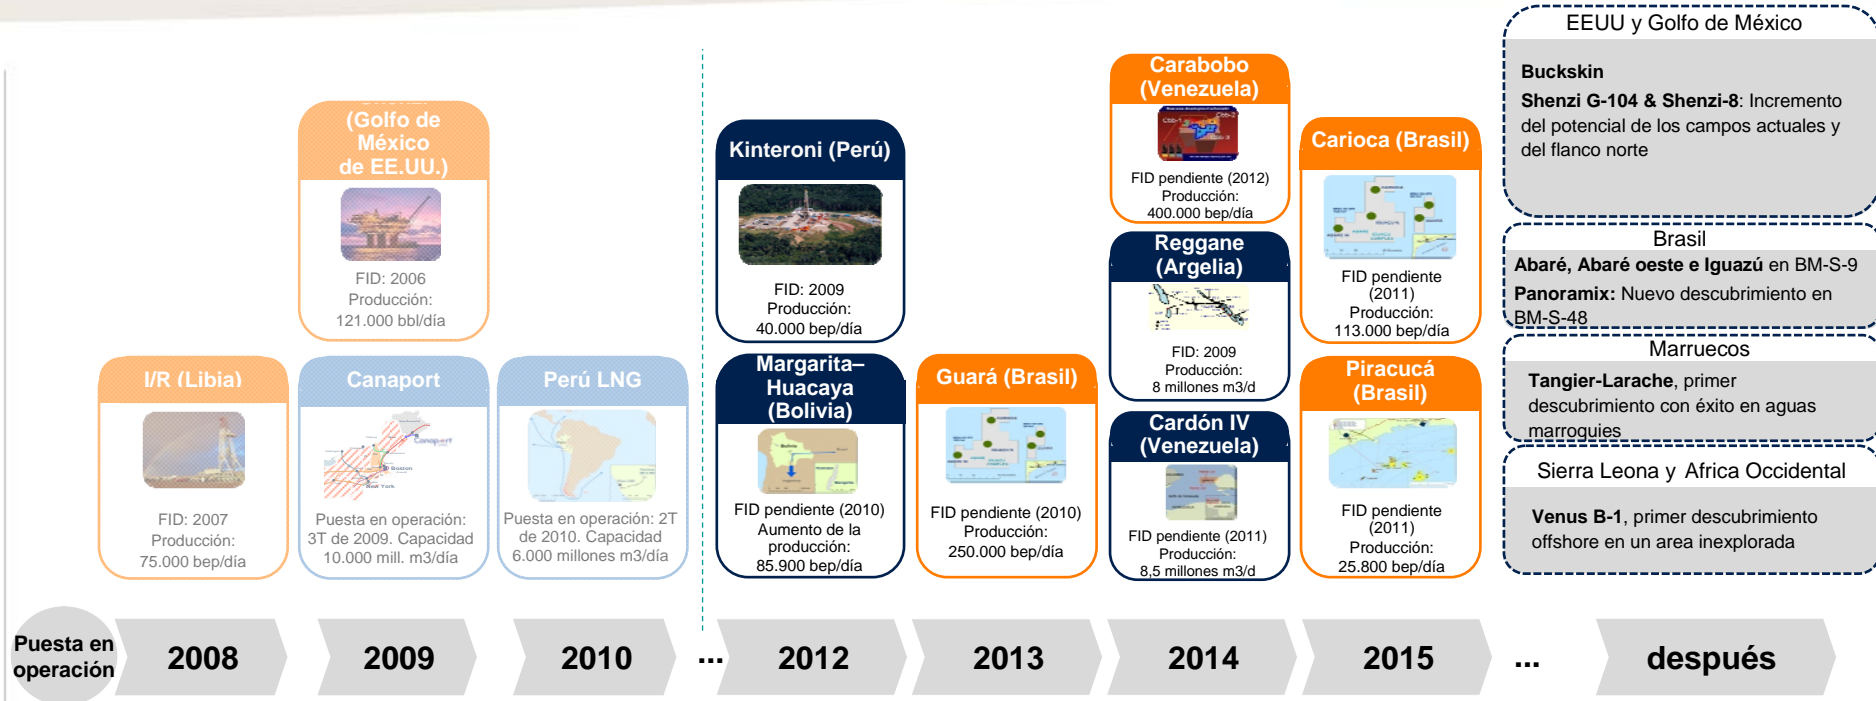 (Golfo de
México
de EE.UU.)
FID: 2006
Producción:
121.000 bbl/día
I/R (Libia)
FID: 2007
Producción:
75.000 bep/día
Canaport
Canaport
Boston
New York
Puesta en operación:
3T de 2009. Capacidad
10.000 mill. m3/día
Perú LNG
Puesta en operación: 2T
de 2010. Capacidad
6.000 millones m3/día
Kinteroni (Perú)
FID: 2009
Producción:
40.000 bep/día
Margarita–
Huacaya
(Bolivia)
Bolivia
Margarita
FID pendiente (2010)
Aumento de la
producción:
85.900 bep/día
Guará (Brasil)
FID pendiente (2010)
Producción:
250.000 bep/día
Carabobo
(Venezuela)
FID pendiente (2012)
Producción:
400.000 bep/día
Reggane
(Argelia)
FID: 2009
Producción:
8 millones m3/d
Cardón IV
(Venezuela)
FID pendiente (2011)
Producción:
8,5 millones m3/d
Carioca (Brasil)
FID pendiente
(2011)
Producción:
113.000 bep/día
Piracucá
(Brasil)
FID pendiente
(2011)
Producción:
25.800 bep/día
EEUU y Golfo de México
Buckskin
Shenzi G-104 & Shenzi-8: Incremento
del potencial de los campos actuales y
del flanco norte
Brasil
Abaré, Abaré oeste e Iguazú en BM-S-9
Panoramix: Nuevo descubrimiento en
BM-S-48
Marruecos
Tangier-Larache, primer
descubrimiento con éxito en aguas
marroquies
Sierra Leona y Africa Occidental
Venus B-1, primer descubrimiento
offshore en un area inexplorada
Puesta en
operación
2008
2009
2010
...
2012
2013
2014
2015
...
después